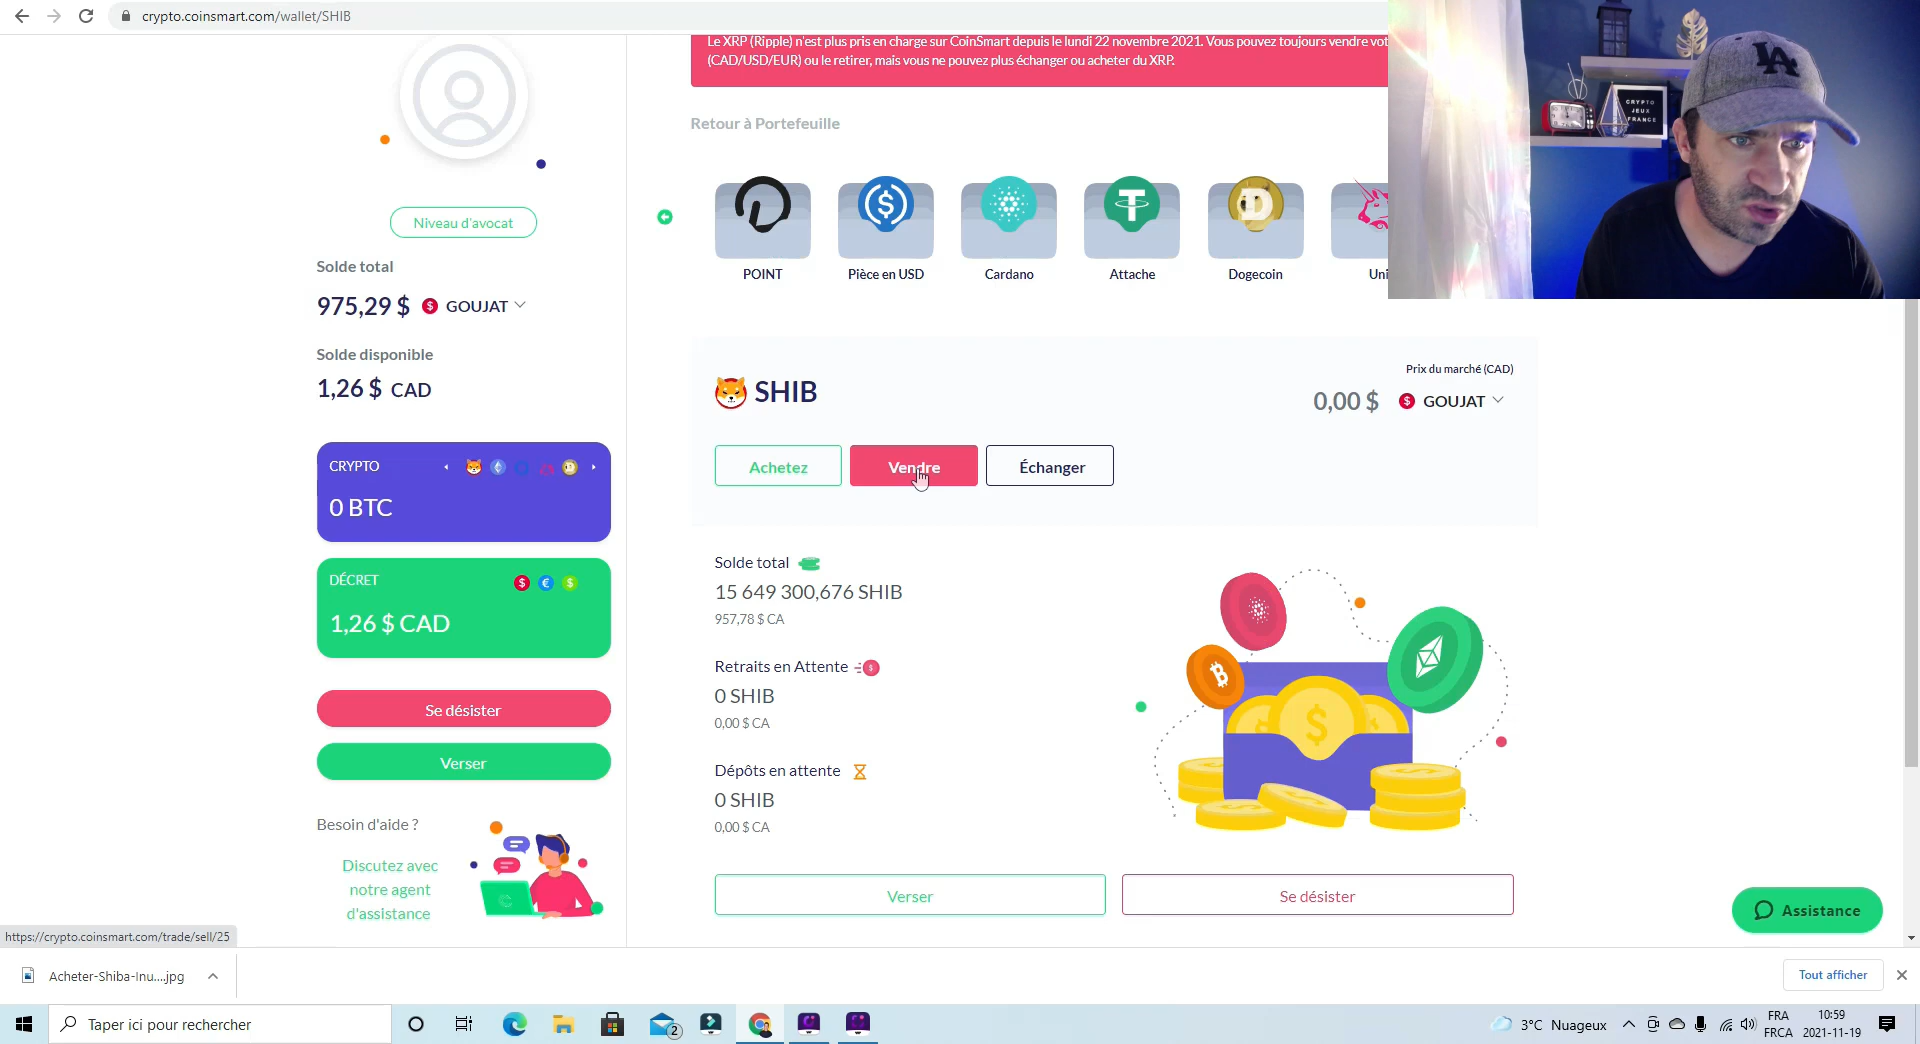 crypto.coinsmart.com/wallet/SHIB
Le XRP (Ripple) n'est plus pris en charge sur CoinSmart depuis le lundi 22 novembre 2021. Vous pouvez toujours vendre
(CAD/USD/EUR) ou le retirer, mais vous ne pouvez plus échanger ou acheter du XRP.
LA
CRYPTO
JEUX
FRANCE
Retour à Portefeuille
Niveau d'avocat
POINT
Pièce en USD
Cardano
Attache
Dogecoin
Uni
Solde total
975,29 $ GOUJAT
Solde disponible
1,26 $ CAD
SHIB
Prix du marché (CAD)
0,00 $ GOUJAT
Achetez
Vendre
Échanger
CRYPTO
0 BTC
DÉCRET
1,26 $ CAD
Se désister
Verser
Besoin d'aide ?
Discutez avec
notre agent
d'assistance
Solde total
15 649 300,676 SHIB
957,78 $ CA
Retraits en Attente
0 SHIB
0,00 $ CA
Dépôts en attente
0 SHIB
0,00 $ CA
Verser
Se désister
Assistance
https://crypto.coinsmart.com/trade/sell/25
Acheter-Shiba-Inu....jpg
Tout afficher
Taper ici pour rechercher
2
3°C Nuageux
FRA
FRCA
10:59
2021-11-19